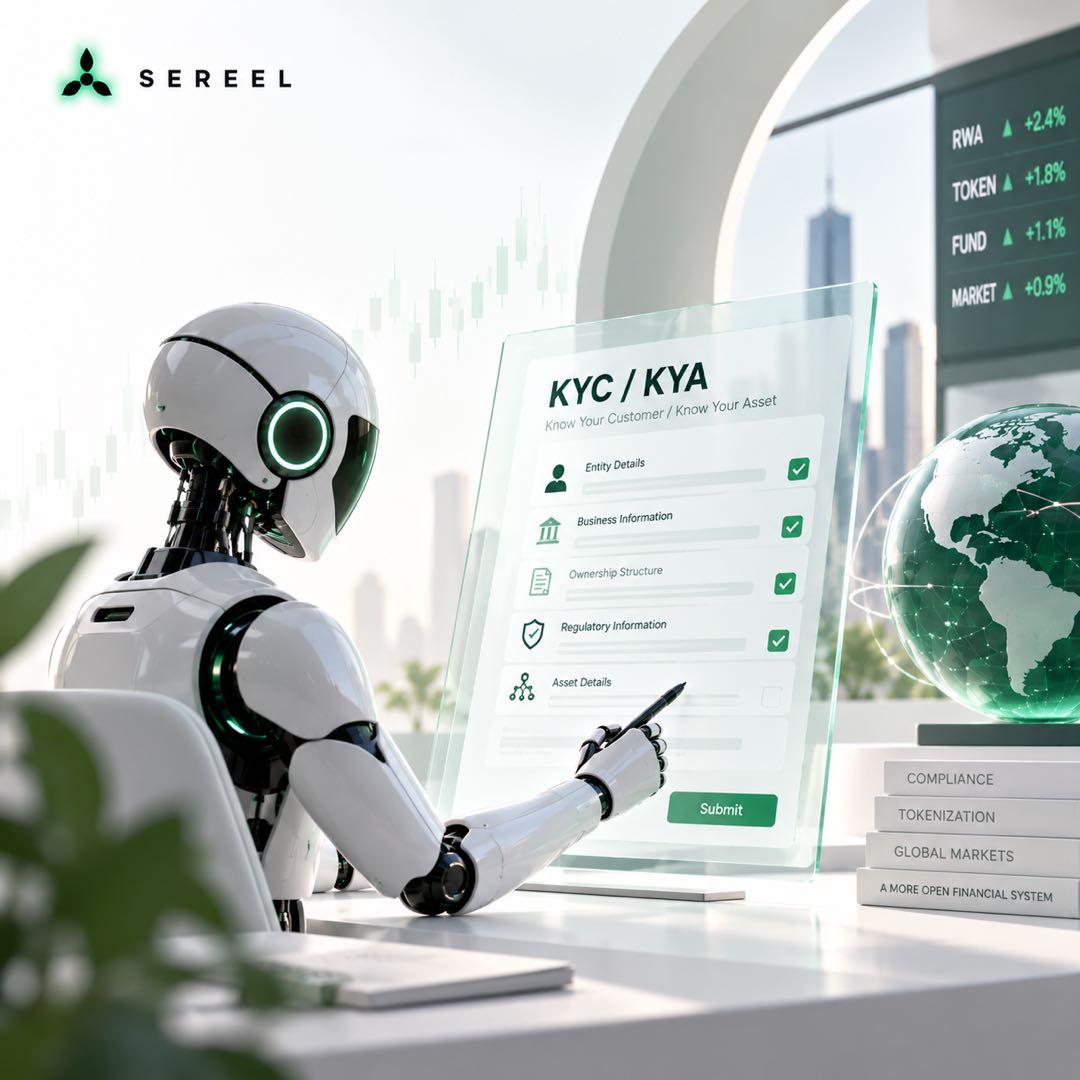 SEREEL
RWA ▲ +2.4%
TOKEN ▲ +1.8%
FUND ▲ +1.1%
MARKET ▲ +0.9%
KYC / KYA
Know Your Customer / Know Your Asset
Entity Details
Business Information
Ownership Structure
Regulatory Information
Asset Details
Submit
COMPLIANCE
TOKENIZATION
GLOBAL MARKETS
A MORE OPEN FINANCIAL SYSTEM